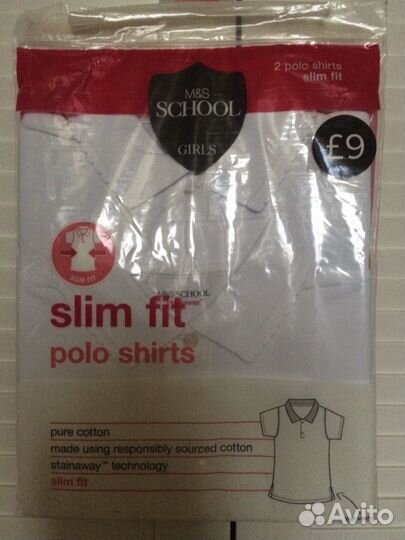 2 polo shirts
slim fit
M&S
SCHOOL
GIRLS
£9
SLIM FIT
M&S SCHOOL
slim fit
polo shirts
pure cotton
made using responsibly sourced cotton
stainaway™ technology
slim fit
Avito